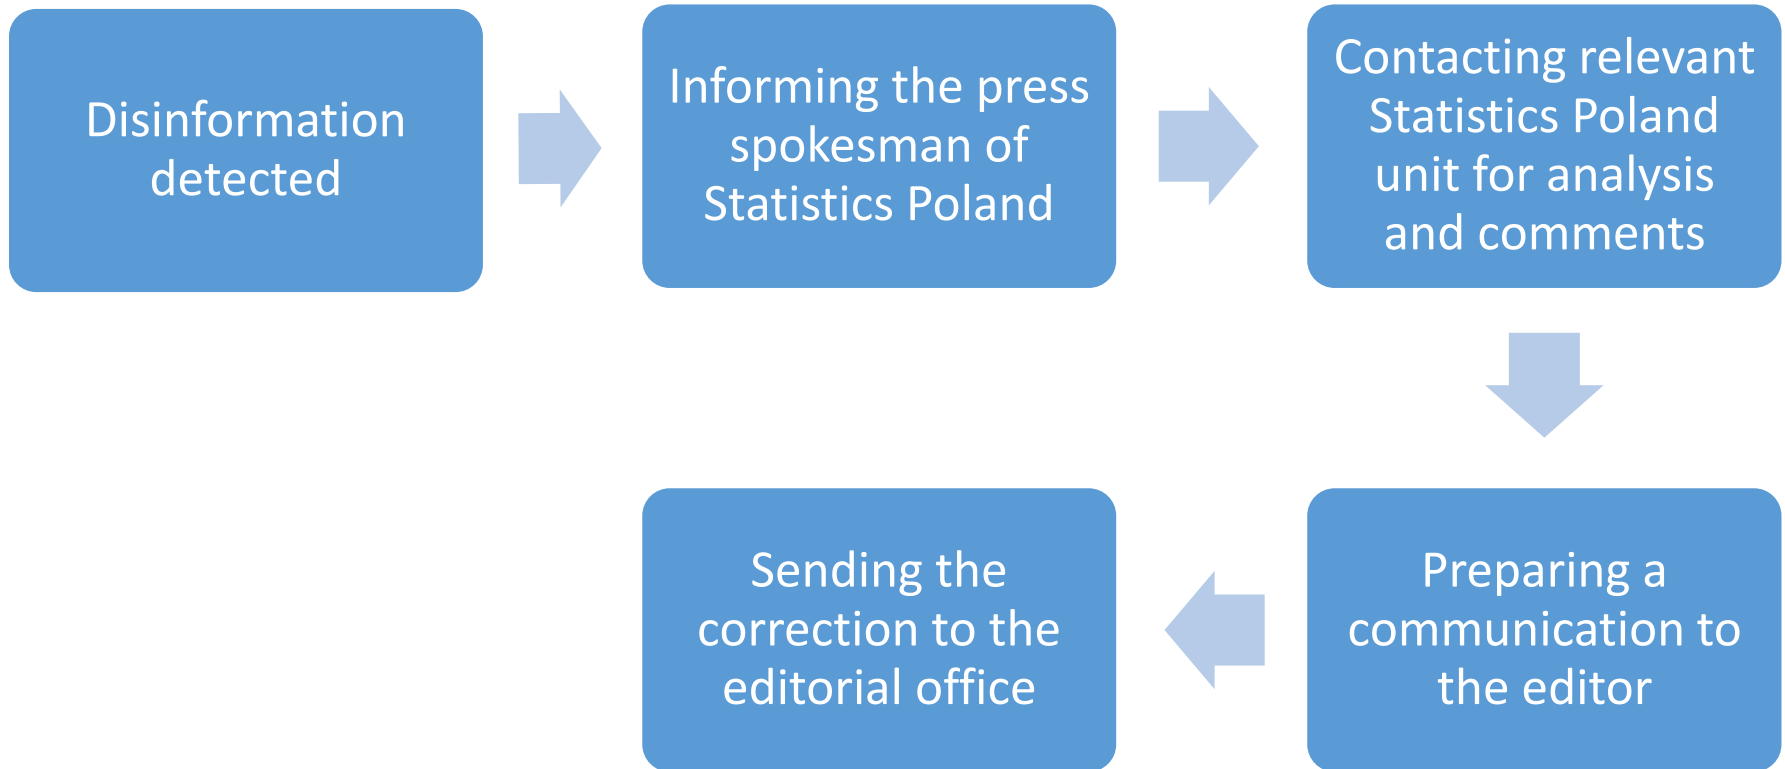 Disinformation
detected
Informing the press
spokesman of
Statistics Poland
Contacting relevant
Statistics Poland
unit for analysis
and comments
Preparing a
communication to
the editor
Sending the
correction to the
editorial office